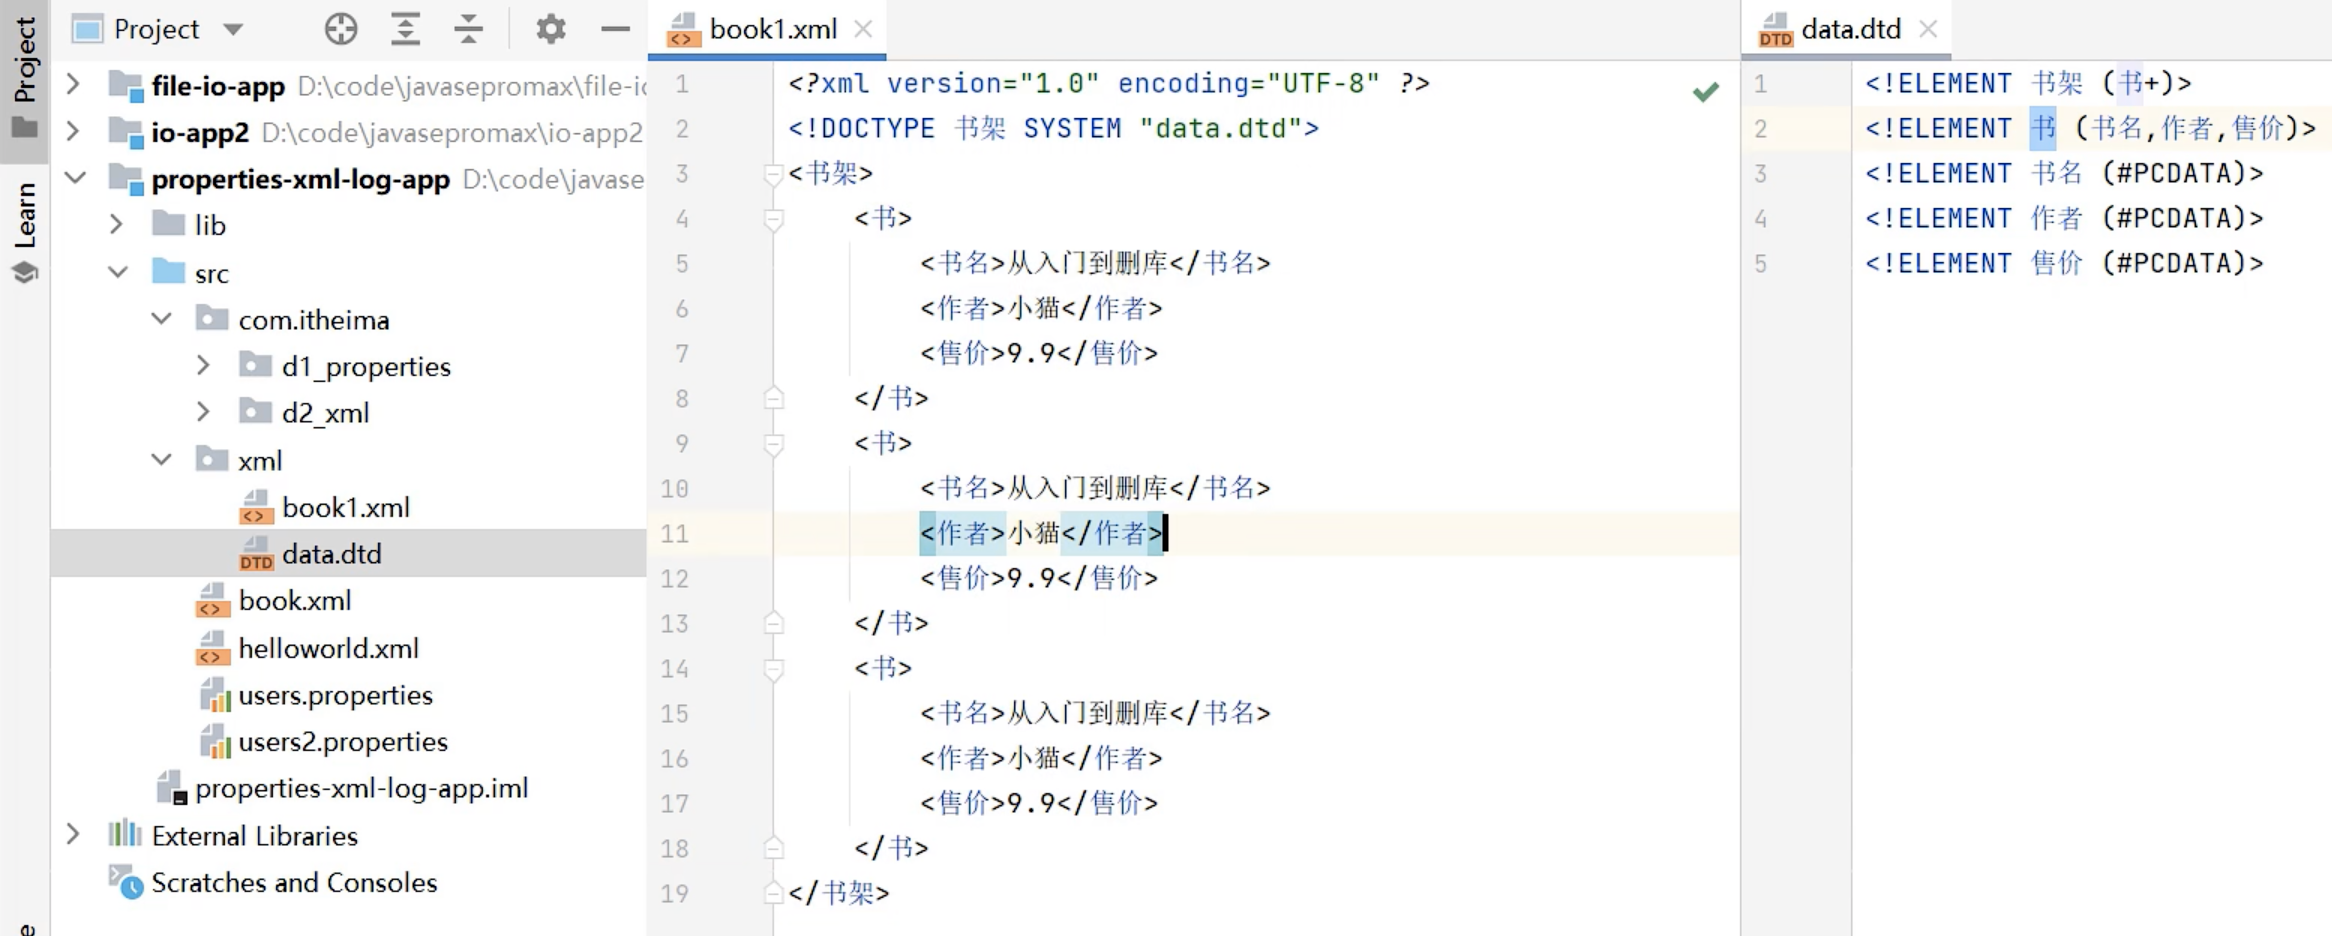 Project
Learn
e
Project
file-io-app D:\code\javasepromax\file-io
io-app2 D:\code\javasepromax\io-app2
properties-xml-log-app D:\code\javase
lib
src
com.itheima
d1_properties
d2_xml
xml
book1.xml
data.dtd
book.xml
helloworld.xml
users.properties
users2.properties
properties-xml-log-app.iml
External Libraries
Scratches and Consoles
book1.xml
1 <?xml version="1.0" encoding="UTF-8" ?>
2 <!DOCTYPE 书架 SYSTEM "data.dtd">
3 <书架>
4 <书>
5 <书名>从入门到删库</书名>
6 <作者>小猫</作者>
7 <售价>9.9</售价>
8 </书>
9 <书>
10 <书名>从入门到删库</书名>
11 <作者>小猫</作者>
12 <售价>9.9</售价>
13 </书>
14 <书>
15 <书名>从入门到删库</书名>
16 <作者>小猫</作者>
17 <售价>9.9</售价>
18 </书>
19 </书架>
DTD data.dtd
1 <!ELEMENT 书架 (书+)>
2 <!ELEMENT 书 (书名,作者,售价)>
3 <!ELEMENT 书名 (#PCDATA)>
4 <!ELEMENT 作者 (#PCDATA)>
5 <!ELEMENT 售价 (#PCDATA)>